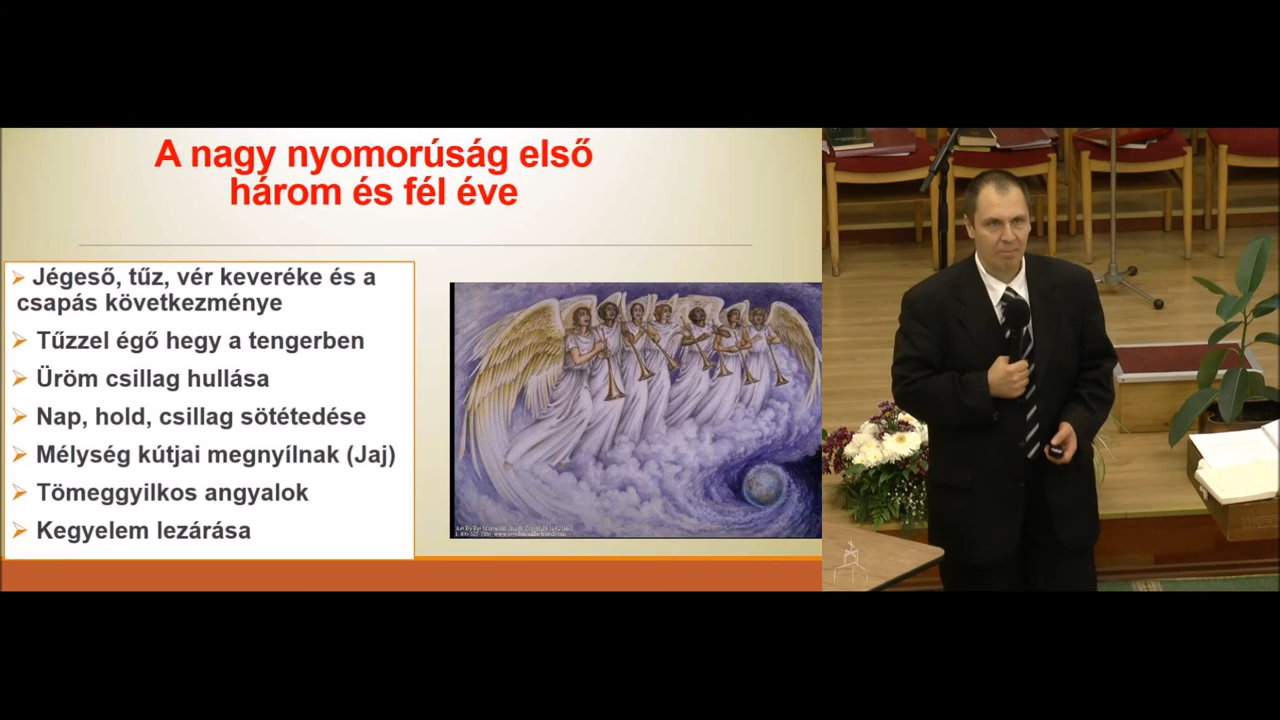 A nagy nyomorúság első
három és fél éve
Jégeső, tűz, vér keveréke és a
csapás következménye
Tűzzel égő hegy a tengerben
Üröm csillag hullása
Nap, hold, csillag sötétedése
Mélység kútjai megnyílnak (Jaj)
Tömeggyilkos angyalok
Kegyelem lezárása